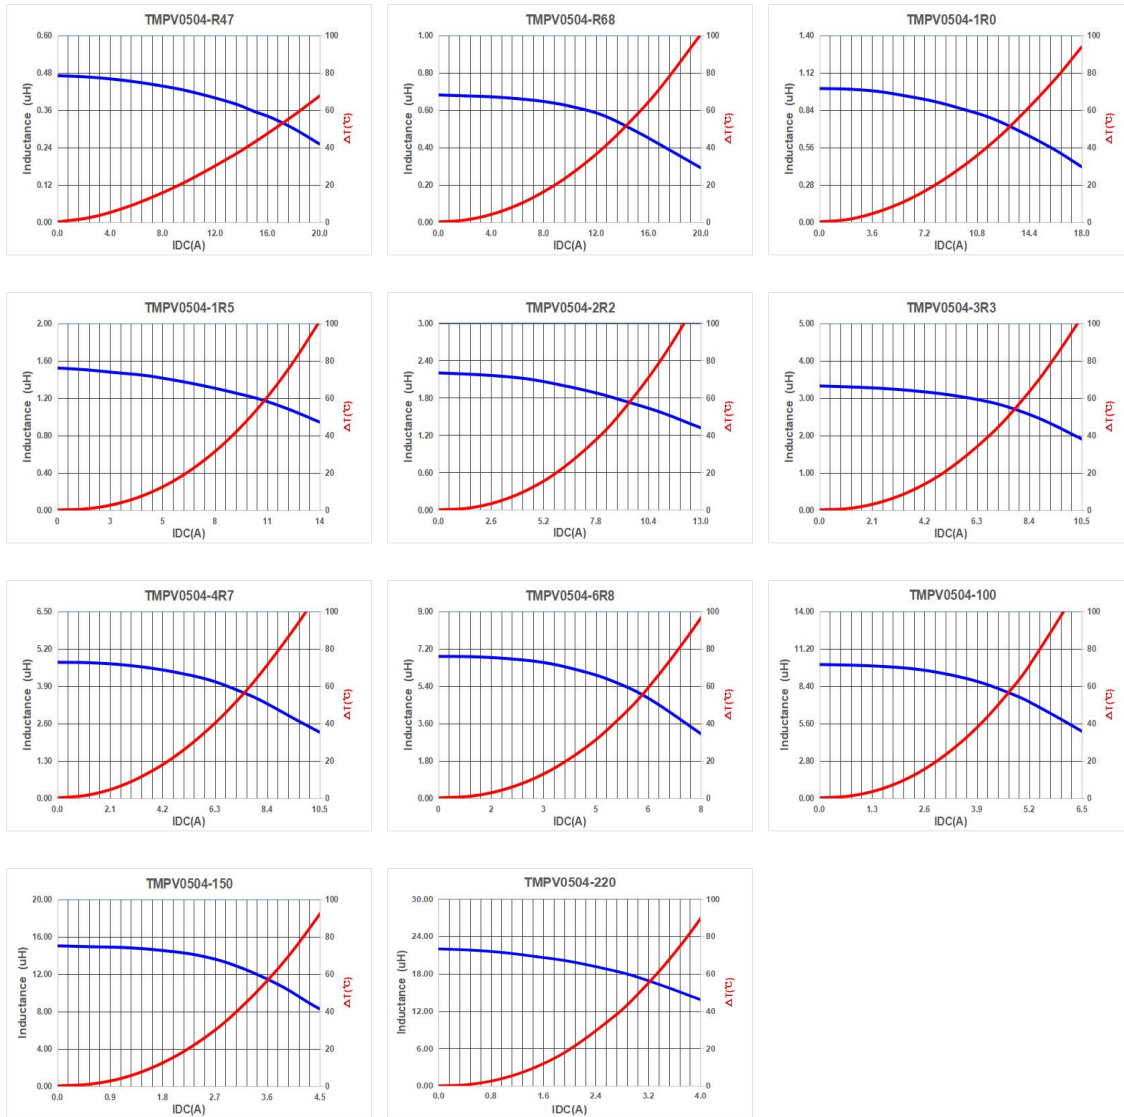 TMPV0504-R47
0.60
0.48
0.36
0.24
0.12
0.00
Inductance (uH)
100
80
60
40
20
0
ΔT(℃)
0.0 4.0 8.0 12.0 16.0 20.0
IDC(A)
TMPV0504-R68
1.00
0.80
0.60
0.40
0.20
0.00
Inductance (uH)
100
80
60
40
20
0
ΔT(℃)
0.0 4.0 8.0 12.0 16.0 20.0
IDC(A)
TMPV0504-1R0
1.40
1.12
0.84
0.56
0.28
0.00
Inductance (uH)
100
80
60
40
20
0
ΔT(℃)
0.0 3.6 7.2 10.8 14.4 18.0
IDC(A)
TMPV0504-1R5
2.00
1.60
1.20
0.80
0.40
0.00
Inductance (uH)
100
80
60
40
20
0
ΔT(℃)
0 3 5 8 11 14
IDC(A)
TMPV0504-2R2
3.00
2.40
1.80
1.20
0.60
0.00
Inductance (uH)
100
80
60
40
20
0
ΔT(℃)
0.0 2.6 5.2 7.8 10.4 13.0
IDC(A)
TMPV0504-3R3
5.00
4.00
3.00
2.00
1.00
0.00
Inductance (uH)
100
80
60
40
20
0
ΔT(℃)
0.0 2.1 4.2 6.3 8.4 10.5
IDC(A)
TMPV0504-4R7
6.50
5.20
3.90
2.60
1.30
0.00
Inductance (uH)
100
80
60
40
20
0
ΔT(℃)
0.0 2.1 4.2 6.3 8.4 10.5
IDC(A)
TMPV0504-6R8
9.00
7.20
5.40
3.60
1.80
0.00
Inductance (uH)
100
80
60
40
20
0
ΔT(℃)
0 2 3 5 6 8
IDC(A)
TMPV0504-100
14.00
11.20
8.40
5.60
2.80
0.00
Inductance (uH)
100
80
60
40
20
0
ΔT(℃)
0.0 1.3 2.6 3.9 5.2 6.5
IDC(A)
TMPV0504-150
20.00
16.00
12.00
8.00
4.00
0.00
Inductance (uH)
100
80
60
40
20
0
ΔT(℃)
0.0 0.9 1.8 2.7 3.6 4.5
IDC(A)
TMPV0504-220
30.00
24.00
18.00
12.00
6.00
0.00
Inductance (uH)
100
80
60
40
20
0
ΔT(℃)
0.0 0.8 1.6 2.4 3.2 4.0
IDC(A)